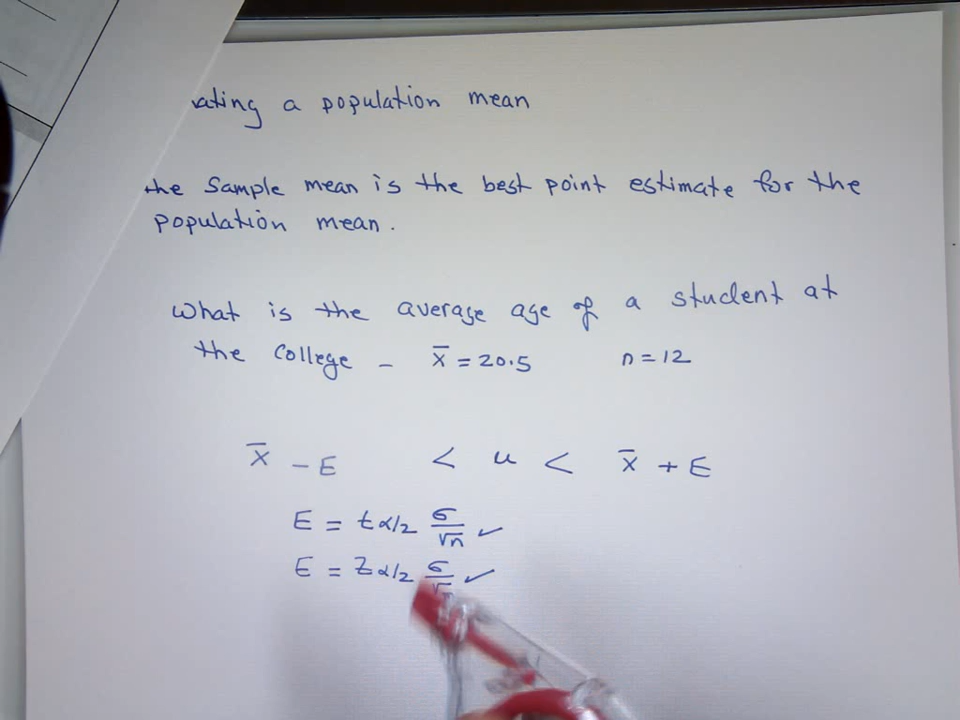 a population mean
the Sample mean is the best point estimate for the
population mean.
What is the average age of a student at
the College - x̄ = 20.5 n = 12
x̄ - E < u < x̄ + E
E = tα/2 σ/√n ✓
E = Zα/2 σ/√n ✓